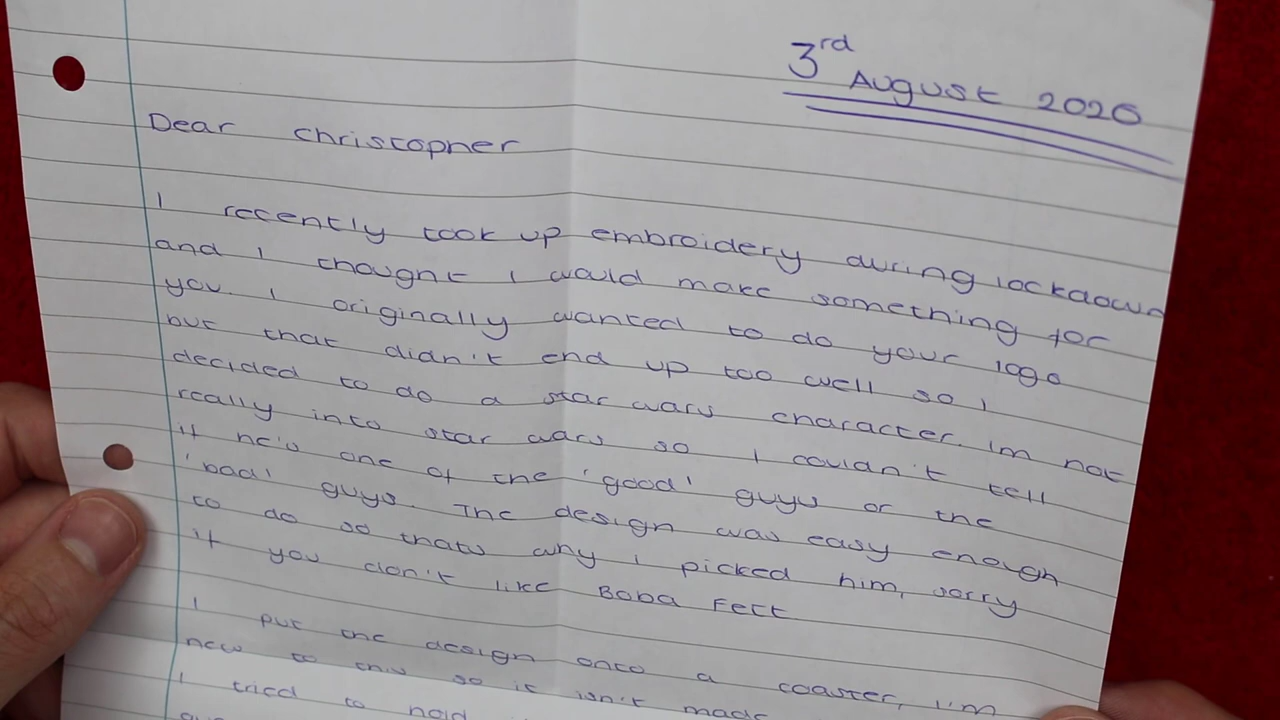 3rd August 2020
Dear Christopher
I recently took up embroidery during lockdown
and I thought I would make something for
you. I originally wanted to do your logo
but that didn't end up too well so I
decided to do a star wars character. Im not
really into star wars so I couldn't tell
if he's one of the 'good' guys or the
'bad' guys. The design was easy enough
to do so thats why I picked him, sorry
if you don't like Boba Fett
I put the design onto a coaster, I'm
new to this so it isn't made
I tried to hold